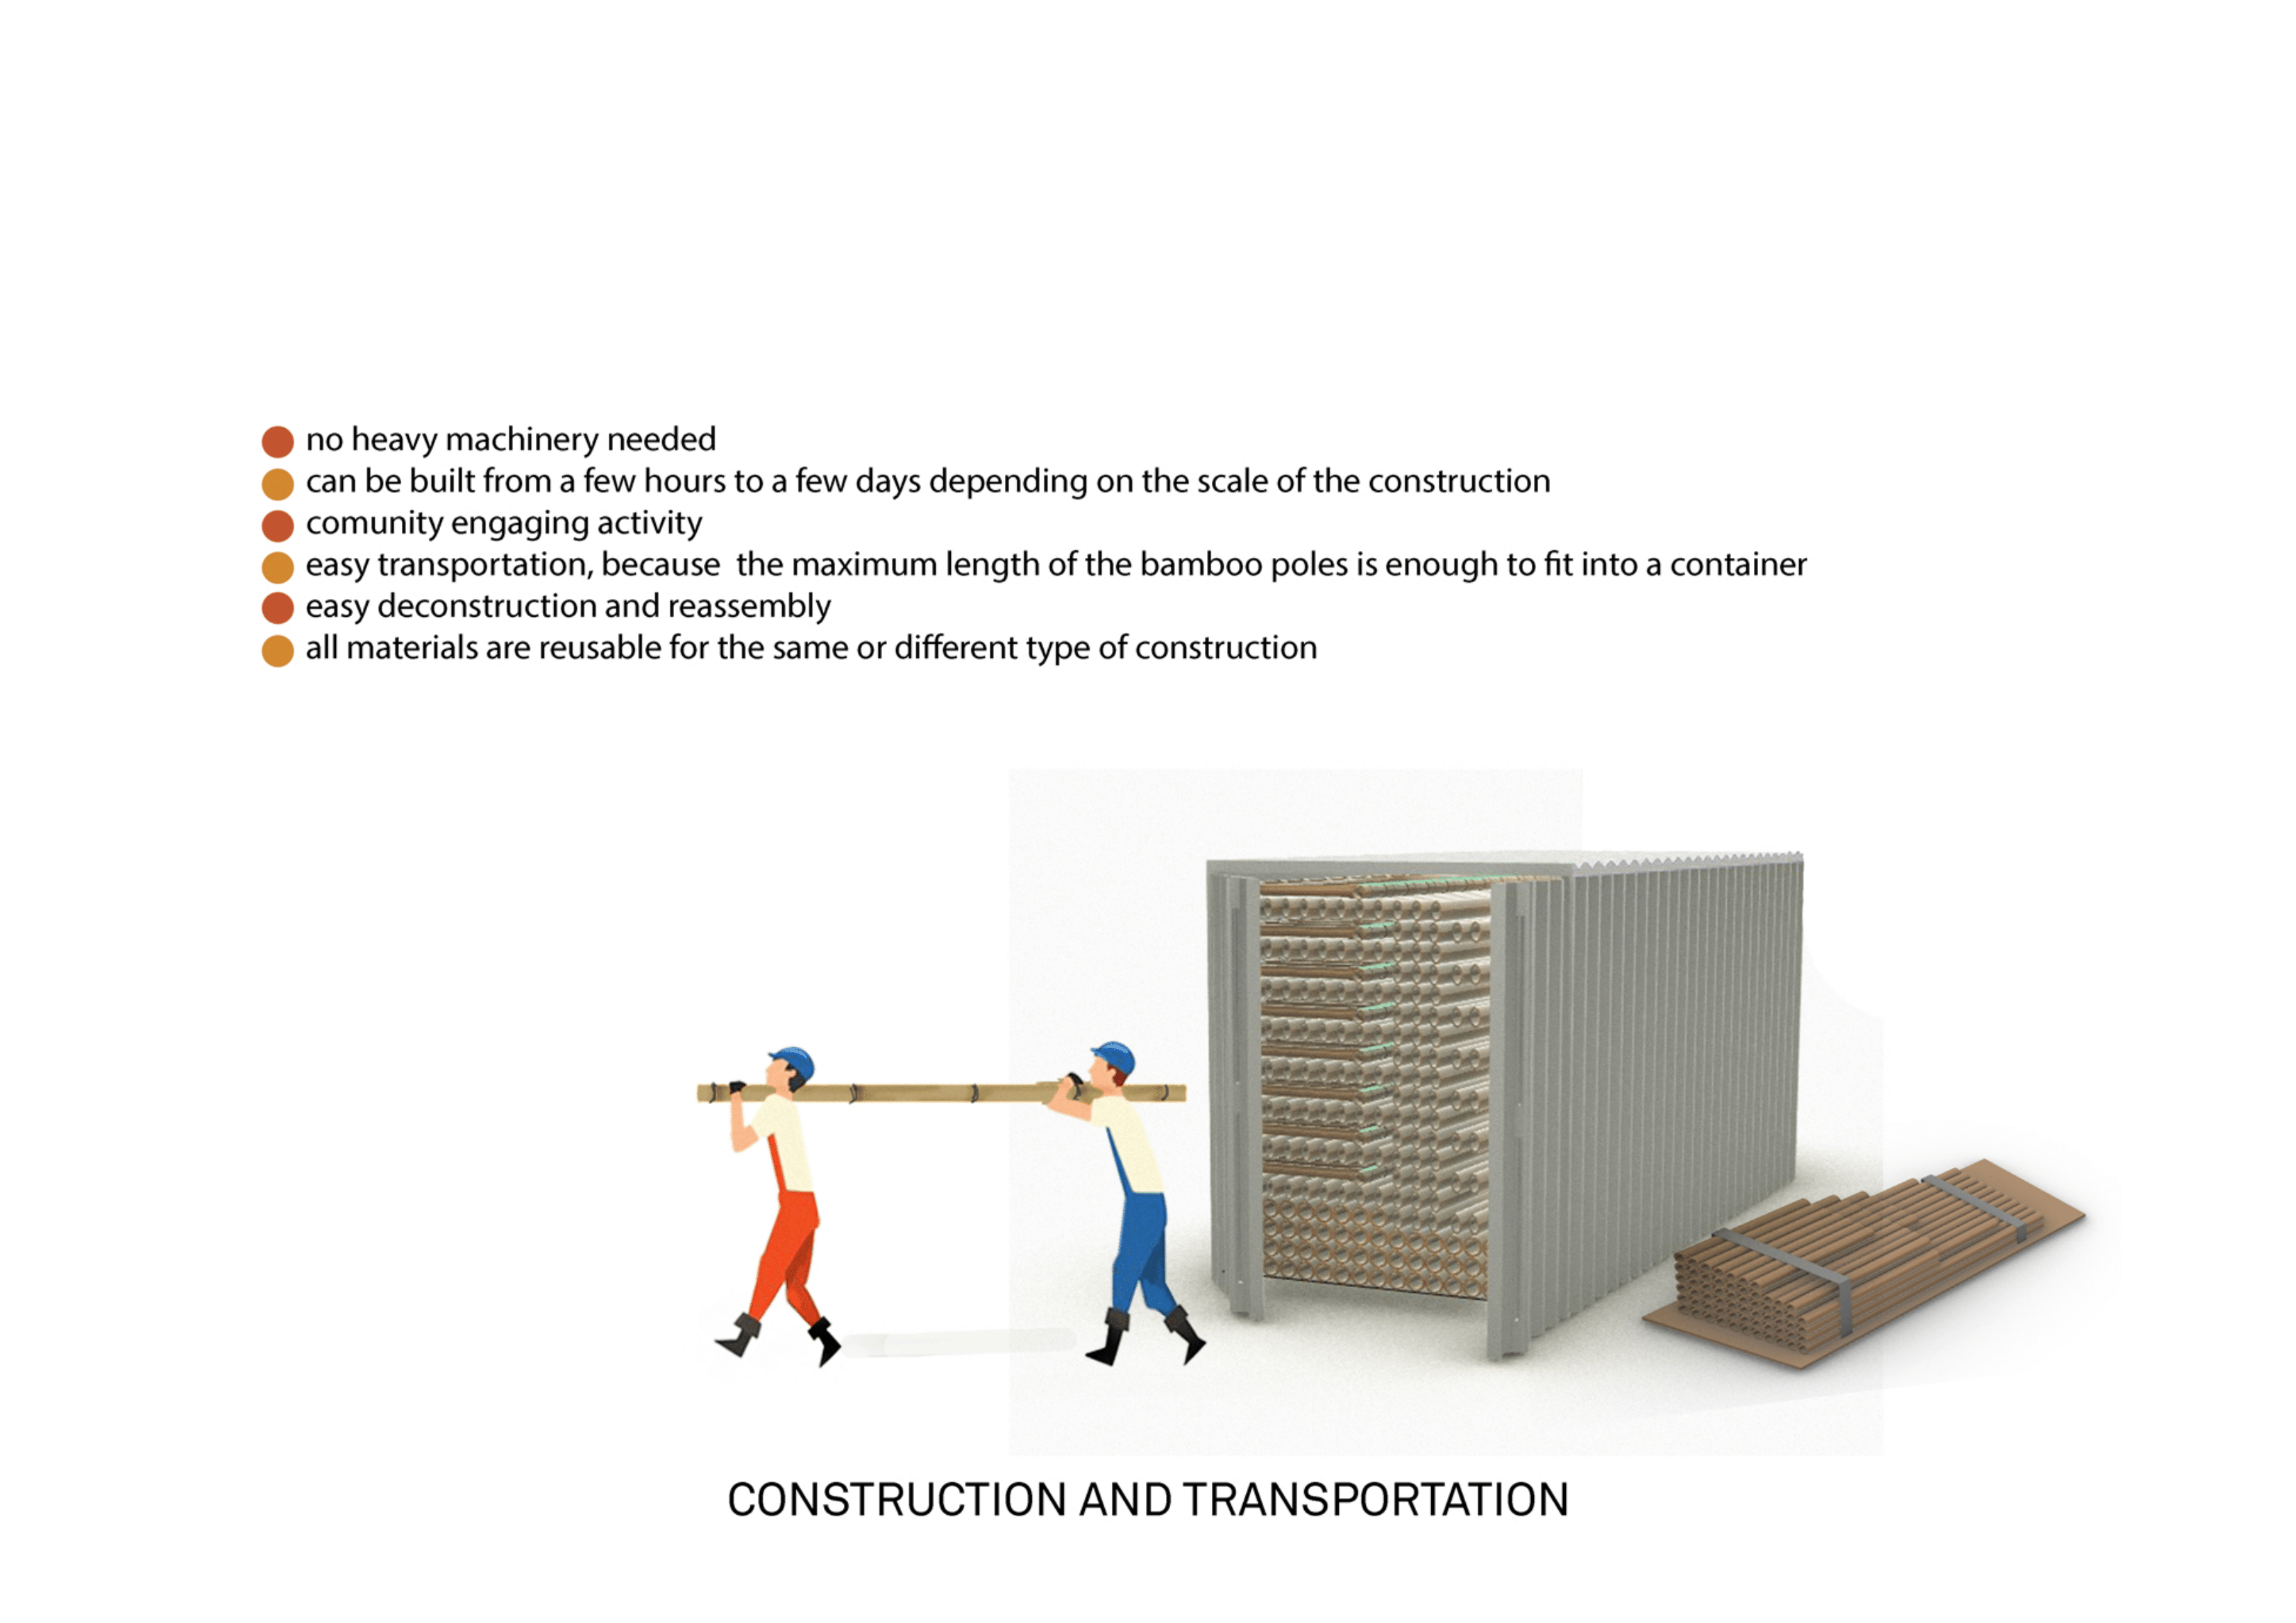 no heavy machinery needed
can be built from a few hours to a few days depending on the scale of the construction
comunity engaging activity
easy transportation, because  the maximum length of the bamboo poles is enough to fit into a container
easy deconstruction and reassembly
all materials are reusable for the same or different type of construction
CONSTRUCTION AND TRANSPORTATION